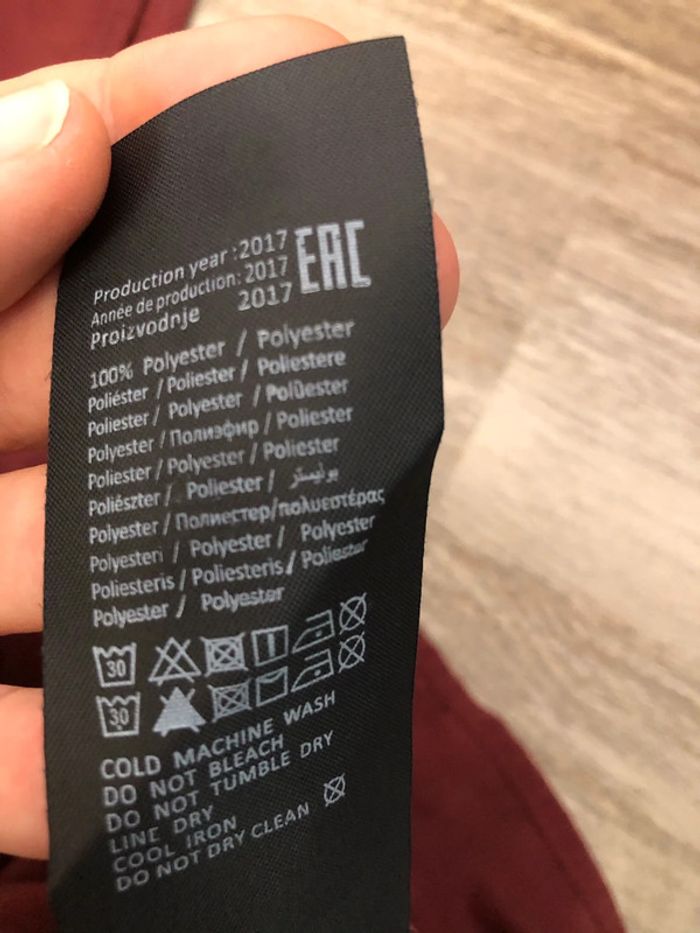 Production year :2017
Année de production: 2017
Proizvodnje 2017
EAC
100% Polyester / Polyester
Poliéster / Poliester / Poliestere
Poliester / Polyester / Polüester
Polyester / Полиэфир / Poliester
Poliester / Polyester / Poliester
Poliészter / Poliester / بوليستر
Polyester / Полиестер/πολυεστέρας
Polyesteri / Polyester / Polyester
Poliesteris / Poliesteris / Poliestar
Polyester / Polyester
30
30
COLD MACHINE WASH
DO NOT BLEACH
DO NOT TUMBLE DRY
LINE DRY
COOL IRON
DO NOT DRY CLEAN